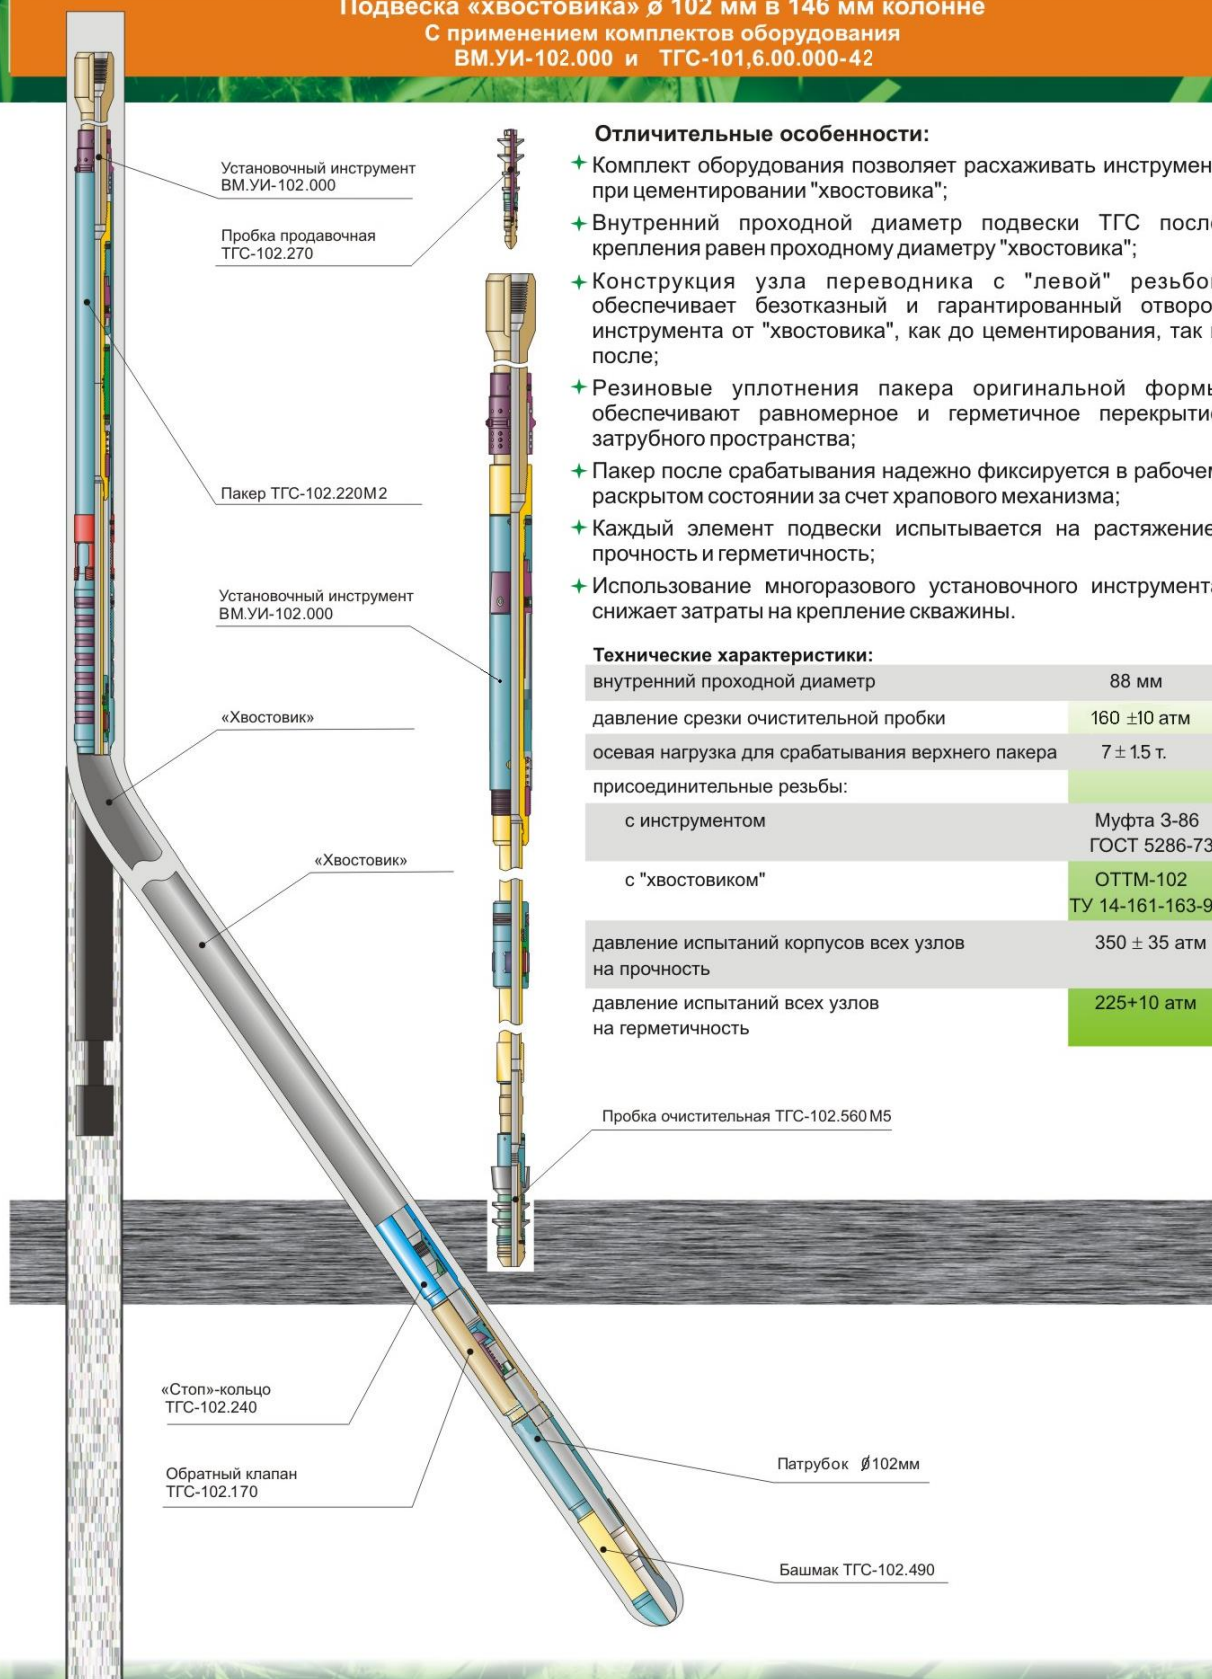 Подвеска «хвостовика» ø 102 мм в 146 мм колонне
С применением комплектов оборудования
ВМ.УИ-102.000 и ТГС-101,6.00.000-42
Установочный инструмент
ВМ.УИ-102.000
Пробка продавочная
ТГС-102.270
Пакер ТГС-102.220М2
Установочный инструмент
ВМ.УИ-102.000
«Хвостовик»
«Хвостовик»
Отличительные особенности:
Комплект оборудования позволяет расхаживать инструмен
при цементировании "хвостовика";
Внутренний проходной диаметр подвески ТГС после
крепления равен проходному диаметру "хвостовика";
Конструкция узла переводника с "левой" резьбо
обеспечивает безотказный и гарантированный отворо
инструмента от "хвостовика", как до цементирования, так
после;
Резиновые уплотнения пакера оригинальной формы
обеспечивают равномерное и герметичное перекрытие
затрубного пространства;
Пакер после срабатывания надежно фиксируется в рабочем
раскрытом состоянии за счет храпового механизма;
Каждый элемент подвески испытывается на растяжение
прочность и герметичность;
Использование многоразового установочного инструмента
снижает затраты на крепление скважины.
Технические характеристики:
внутренний проходной диаметр 88 мм
давление срезки очистительной пробки 160 ±10 атм
осевая нагрузка для срабатывания верхнего пакера 7±1.5 т.
присоединительные резьбы:
с инструментом Муфта З-86
ГОСТ 5286-73
с "хвостовиком" ОТТМ-102
ТУ 14-161-163-9
давление испытаний корпусов всех узлов 350 ± 35 атм
на прочность
давление испытаний всех узлов 225+10 атм
на герметичность
Пробка очистительная ТГС-102.560 М5
«Стоп»-кольцо
ТГС-102.240
Обратный клапан
ТГС-102.170
Патрубок Ø102мм
Башмак ТГС-102.490